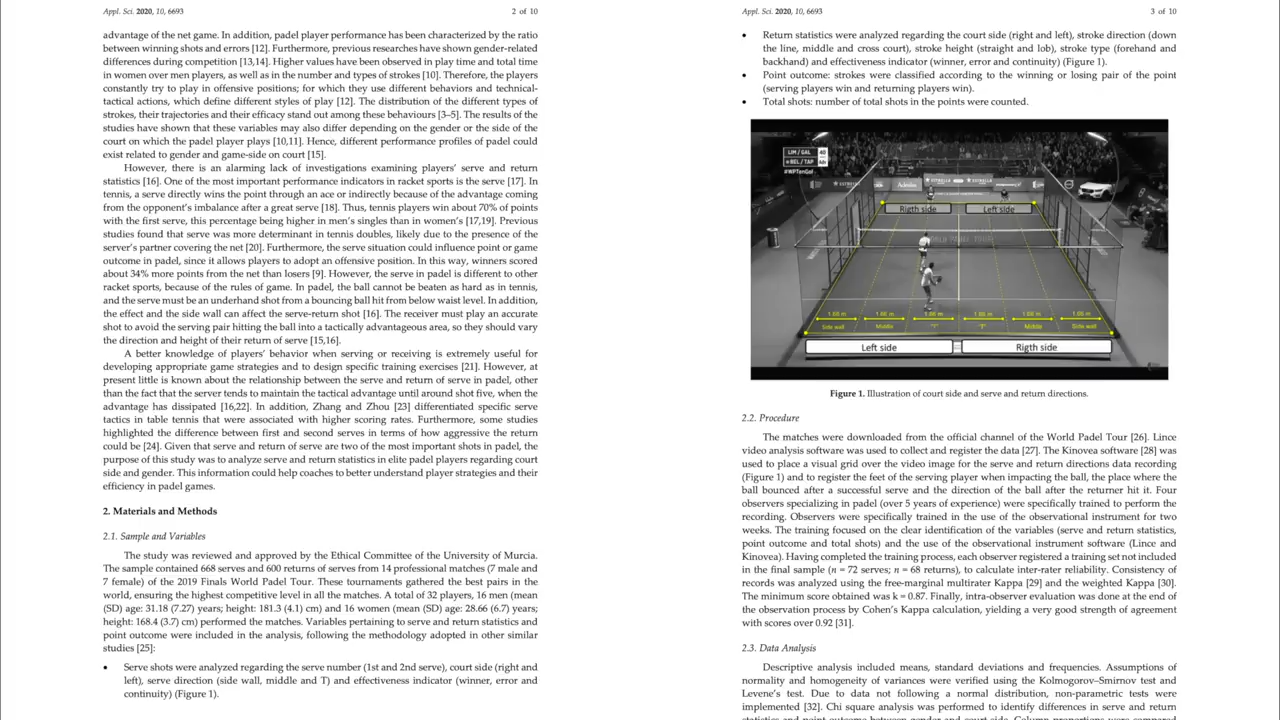 Appl. Sci. 2020, 10, 6693
2 of 10
advantage of the net game. In addition, padel player performance has been characterized by the ratio
between winning shots and errors [12]. Furthermore, previous researches have shown gender-related
differences during competition [13,14]. Higher values have been observed in play time and total time
in women over men players, as well as in the number and types of strokes [10]. Therefore, the players
constantly try to play in offensive positions; for which they use different behaviors and technical-
tactical actions, which define different styles of play [12]. The distribution of the different types of
strokes, their trajectories and their efficacy stand out among these behaviours [3–5]. The results of the
studies have shown that these variables may also differ depending on the gender or the side of the
court on which the padel player plays [10,11]. Hence, different performance profiles of padel could
exist related to gender and game-side on court [15].
However, there is an alarming lack of investigations examining players' serve and return
statistics [16]. One of the most important performance indicators in racket sports is the serve [17]. In
tennis, a serve directly wins the point through an ace or indirectly because of the advantage coming
from the opponent's imbalance after a great serve [18]. Thus, tennis players win about 70% of points
with the first serve, this percentage being higher in men's singles than in women's [17,19]. Previous
studies found that serve was more determinant in tennis doubles, likely due to the presence of the
server's partner covering the net [20]. Furthermore, the serve situation could influence point or game
outcome in padel, since it allows players to adopt an offensive position. In this way, winners scored
about 34% more points from the net than losers [9]. However, the serve in padel is different to other
racket sports, because of the rules of game. In padel, the ball cannot be beaten as hard as in tennis,
and the serve must be an underhand shot from a bouncing ball hit from below waist level. In addition,
the effect and the side wall can affect the serve-return shot [16]. The receiver must play an accurate
shot to avoid the serving pair hitting the ball into a tactically advantageous area, so they should vary
the direction and height of their return of serve [15,16].
A better knowledge of players' behavior when serving or receiving is extremely useful for
developing appropriate game strategies and to design specific training exercises [21]. However, at
present little is known about the relationship between the serve and return of serve in padel, other
than the fact that the server tends to maintain the tactical advantage until around shot five, when the
advantage has dissipated [16,22]. In addition, Zhang and Zhou [23] differentiated specific serve
tactics in table tennis that were associated with higher scoring rates. Furthermore, some studies
highlighted the difference between first and second serves in terms of how aggressive the return
could be [24]. Given that serve and return of serve are two of the most important shots in padel, the
purpose of this study was to analyze serve and return statistics in elite padel players regarding court
side and gender. This information could help coaches to better understand player strategies and their
efficiency in padel games.
2. Materials and Methods
2.1. Sample and Variables
The study was reviewed and approved by the Ethical Committee of the University of Murcia.
The sample contained 668 serves and 600 returns of serves from 14 professional matches (7 male and
7 female) of the 2019 Finals World Padel Tour. These tournaments gathered the best pairs in the
world, ensuring the highest competitive level in all the matches. A total of 32 players, 16 men (mean
(SD) age: 31.18 (7.27) years; height: 181.3 (4.1) cm) and 16 women (mean (SD) age: 28.66 (6.7) years;
height: 168.4 (3.7) cm) performed the matches. Variables pertaining to serve and return statistics and
point outcome were included in the analysis, following the methodology adopted in other similar
studies [25]:
• Serve shots were analyzed regarding the serve number (1st and 2nd serve), court side (right and
left), serve direction (side wall, middle and T) and effectiveness indicator (winner, error and
continuity) (Figure 1).
Appl. Sci. 2020, 10, 6693
3 of 10
• Return statistics were analyzed regarding the court side (right and left), stroke direction (down
the line, middle and cross court), stroke height (straight and lob), stroke type (forehand and
backhand) and effectiveness indicator (winner, error and continuity) (Figure 1).
• Point outcome: strokes were classified according to the winning or losing pair of the point
(serving players win and returning players win).
• Total shots: number of total shots in the points were counted.
LIM / GAL 40
BEL / TAP
#WPTenGal
Rigth side Left side
WORLD PADEL TOUR
1.66 m 1.66 m 1.66 m 1.66 m 1.66 m 1.66 m
Side wall Middle "T" "T" Middle Side wall
Left side Rigth side
Figure 1. Illustration of court side and serve and return directions.
2.2. Procedure
The matches were downloaded from the official channel of the World Padel Tour [26]. Lince
video analysis software was used to collect and register the data [27]. The Kinovea software [28] was
used to place a visual grid over the video image for the serve and return directions data recording
(Figure 1) and to register the feet of the serving player when impacting the ball, the place where the
ball bounced after a successful serve and the direction of the ball after the returner hit it. Four
observers specializing in padel (over 5 years of experience) were specifically trained to perform the
recording. Observers were specifically trained in the use of the observational instrument for two
weeks. The training focused on the clear identification of the variables (serve and return statistics,
point outcome and total shots) and the use of the observational instrument software (Lince and
Kinovea). Having completed the training process, each observer registered a training set not included
in the final sample (n = 72 serves; n = 68 returns), to calculate inter-rater reliability. Consistency of
records was analyzed using the free-marginal multirater Kappa [29] and the weighted Kappa [30].
The minimum score obtained was k = 0.87. Finally, intra-observer evaluation was done at the end of
the observation process by Cohen's Kappa calculation, yielding a very good strength of agreement
with scores over 0.92 [31].
2.3. Data Analysis
Descriptive analysis included means, standard deviations and frequencies. Assumptions of
normality and homogeneity of variances were verified using the Kolmogorov–Smirnov test and
Levene's test. Due to data not following a normal distribution, non-parametric tests were
implemented [32]. Chi square analysis was performed to identify differences in serve and return
statistics and point outcome between gender and court side. Column proportions were compared